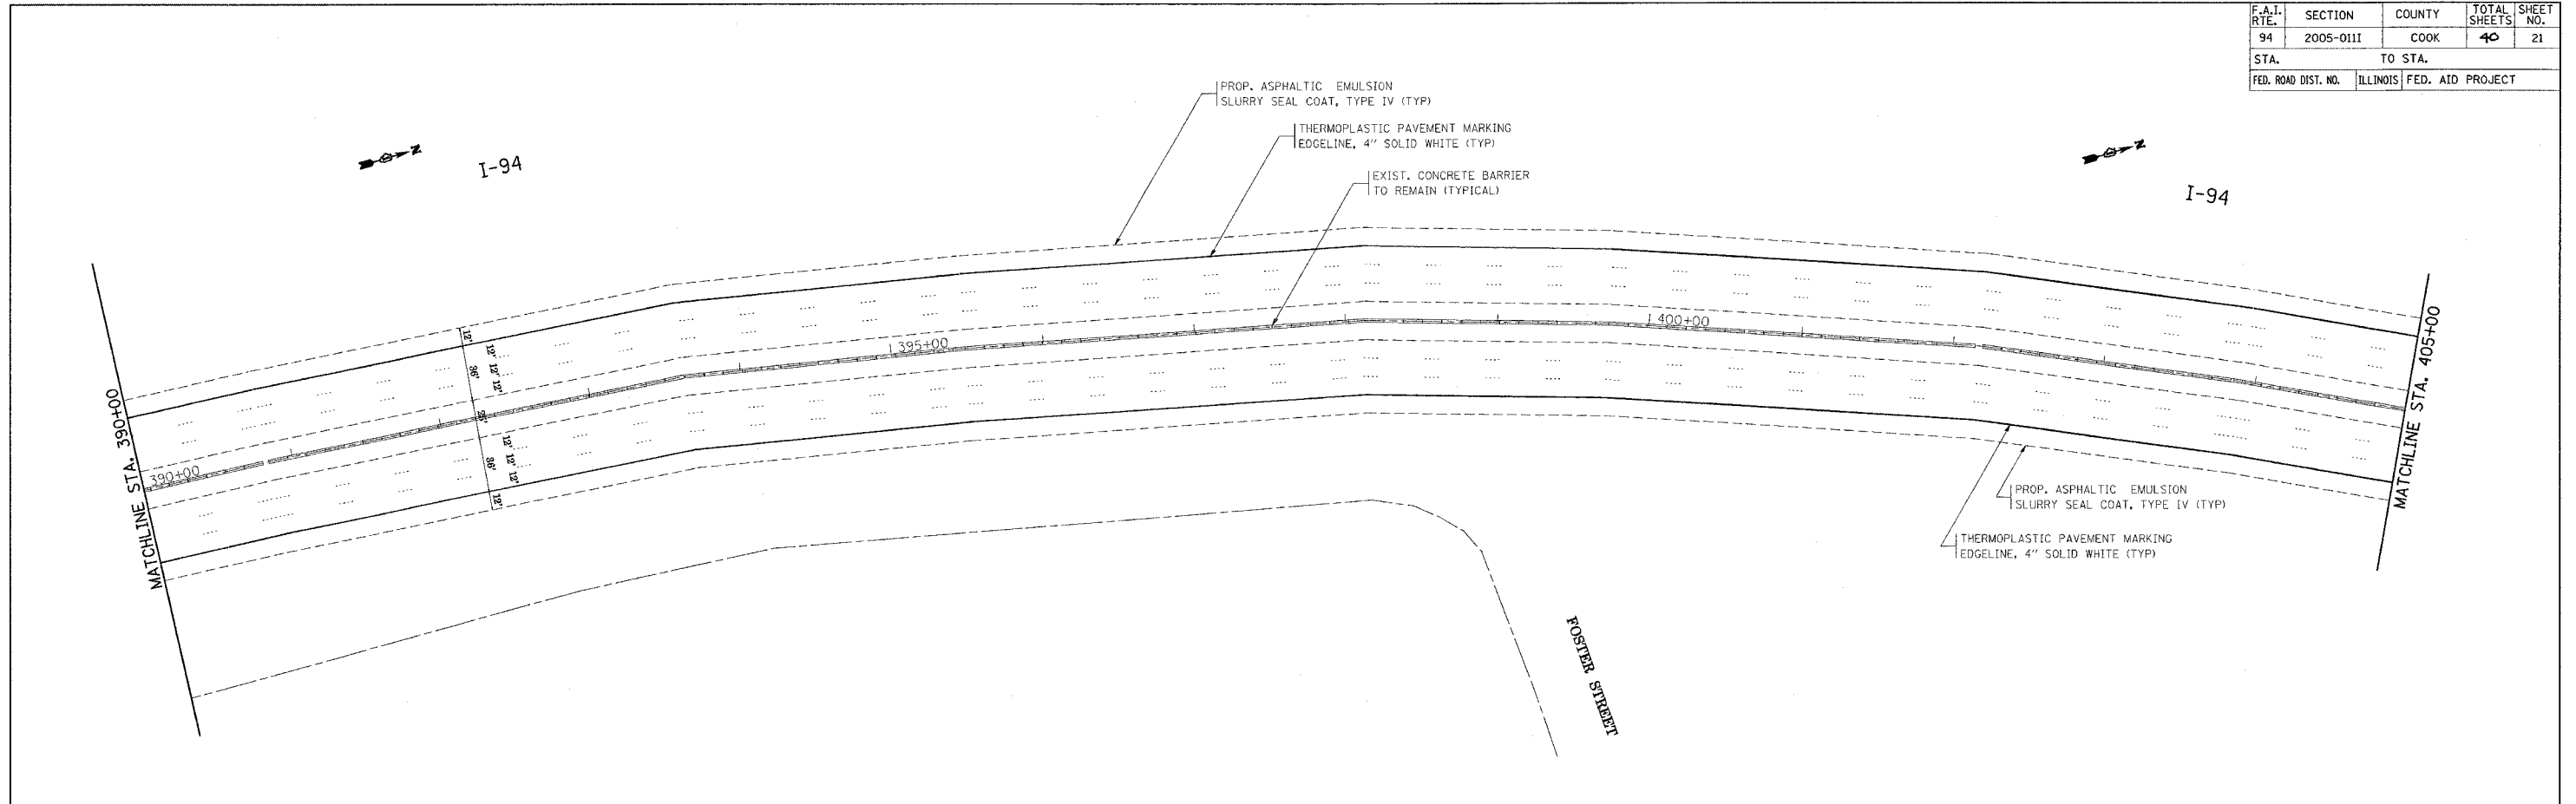 F.A.I. RTE. SECTION COUNTY TOTAL SHEETS SHEET NO.
94 2005-011I COOK 40 21
STA. TO STA.
FED. ROAD DIST. NO. ILLINOIS FED. AID PROJECT
PROP. ASPHALTIC EMULSION
SLURRY SEAL COAT, TYPE IV (TYP)
THERMOPLASTIC PAVEMENT MARKING
EDGELINE, 4" SOLID WHITE (TYP)
EXIST. CONCRETE BARRIER
TO REMAIN (TYPICAL)
Z
I-94
Z
I-94
MATCHLINE STA. 390+00
390+00
12'
12' 12' 12'
36'
12' 12' 12'
36'
12'
395+00
400+00
MATCHLINE STA. 405+00
PROP. ASPHALTIC EMULSION
SLURRY SEAL COAT, TYPE IV (TYP)
THERMOPLASTIC PAVEMENT MARKING
EDGELINE, 4" SOLID WHITE (TYP)
FOSTER STREET